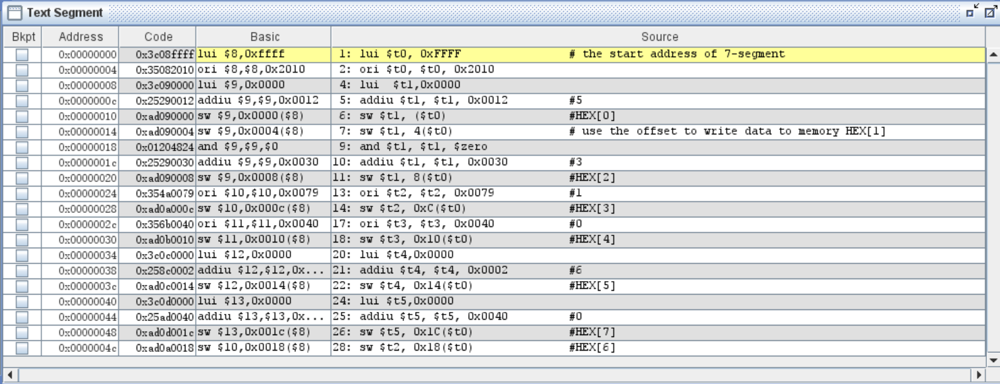 Text Segment
Bkpt Address Code Basic Source
0x00000000 0x3c08ffff lui $8,0xffff 1: lui $t0, 0xFFFF # the start address of 7-segment
0x00000004 0x35082010 ori $8,$8,0x2010 2: ori $t0, $t0, 0x2010
0x00000008 0x3c090000 lui $9,0x0000 4: lui $t1,0x0000
0x0000000c 0x25290012 addiu $9,$9,0x0012 5: addiu $t1, $t1, 0x0012 #5
0x00000010 0xad090000 sw $9,0x0000($8) 6: sw $t1, ($t0) #HEX[0]
0x00000014 0xad090004 sw $9,0x0004($8) 7: sw $t1, 4($t0) # use the offset to write data to memory HEX[1]
0x00000018 0x01204824 and $9,$9,$0 9: and $t1, $t1, $zero
0x0000001c 0x25290030 addiu $9,$9,0x0030 10: addiu $t1, $t1, 0x0030 #3
0x00000020 0xad090008 sw $9,0x0008($8) 11: sw $t1, 8($t0) #HEX[2]
0x00000024 0x354a0079 ori $10,$10,0x0079 13: ori $t2, $t2, 0x0079 #1
0x00000028 0xad0a000c sw $10,0x000c($8) 14: sw $t2, 0xC($t0) #HEX[3]
0x0000002c 0x356b0040 ori $11,$11,0x0040 17: ori $t3, $t3, 0x0040 #0
0x00000030 0xad0b0010 sw $11,0x0010($8) 18: sw $t3, 0x10($t0) #HEX[4]
0x00000034 0x3c0c0000 lui $12,0x0000 20: lui $t4,0x0000
0x00000038 0x258c0002 addiu $12,$12,0x... 21: addiu $t4, $t4, 0x0002 #6
0x0000003c 0xad0c0014 sw $12,0x0014($8) 22: sw $t4, 0x14($t0) #HEX[5]
0x00000040 0x3c0d0000 lui $13,0x0000 24: lui $t5,0x0000
0x00000044 0x25ad0040 addiu $13,$13,0x... 25: addiu $t5, $t5, 0x0040 #0
0x00000048 0xad0d001c sw $13,0x001c($8) 26: sw $t5, 0x1C($t0) #HEX[7]
0x0000004c 0xad0a0018 sw $10,0x0018($8) 28: sw $t2, 0x18($t0) #HEX[6]